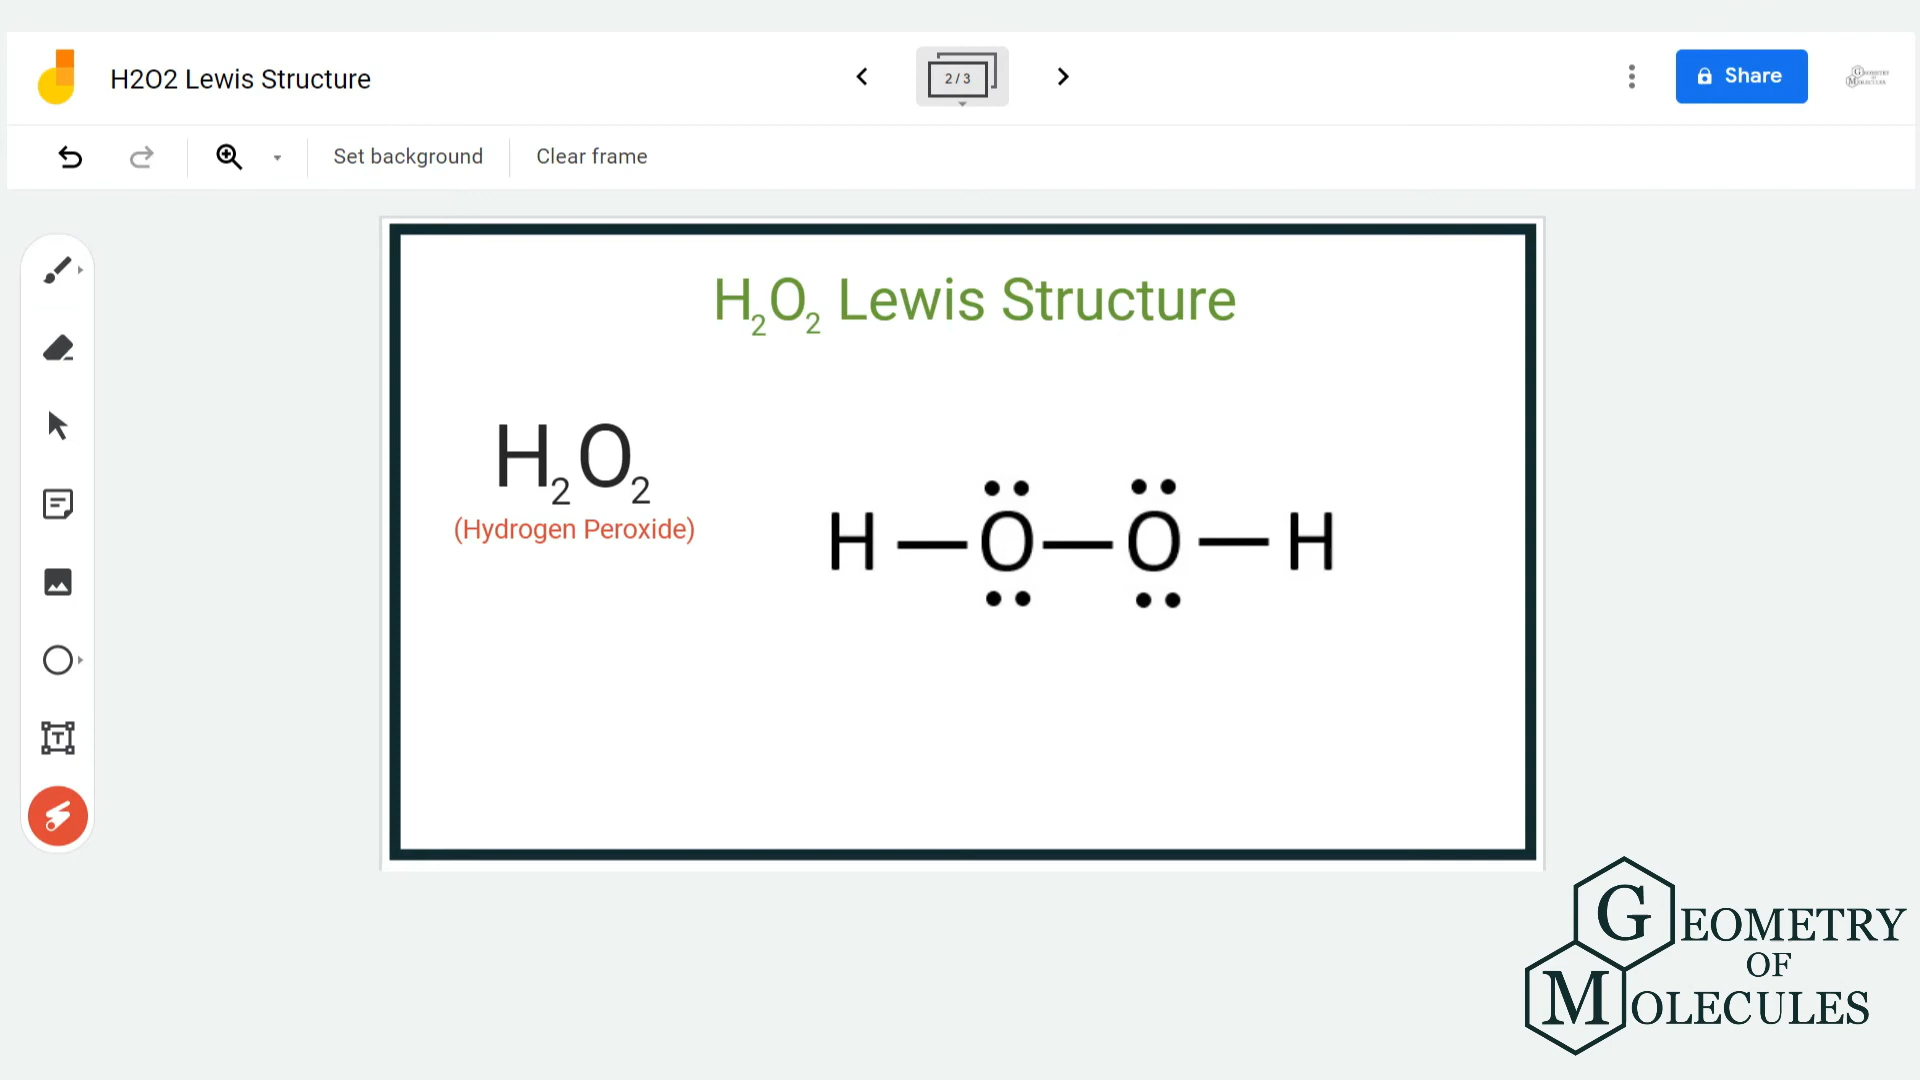 H2O2 Lewis Structure
2 / 3
Share
Set background
Clear frame
H₂O₂ Lewis Structure
H₂O₂
(Hydrogen Peroxide)
H — O — O — H
GEOMETRY
OF
MOLECULES